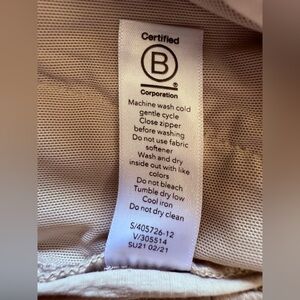 Certified
B
®
Corporation
Machine wash cold
gentle cycle
Close zipper
before washing
Do not use fabric
softener
Wash and dry
inside out with like
colors
Do not bleach
Tumble dry low
Cool iron
Do not dry clean
S/405726-12
V/305514
SU21 02/21